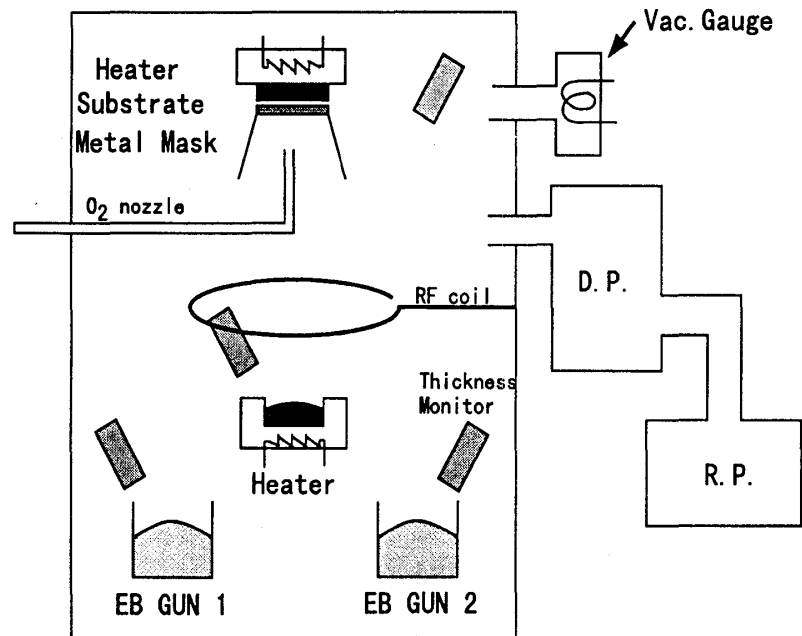 Vac. Gauge
Heater
Substrate
Metal Mask
O2 nozzle
D. P.
RF coil
Thickness
Monitor
Heater
R. P.
EB GUN 1
EB GUN 2